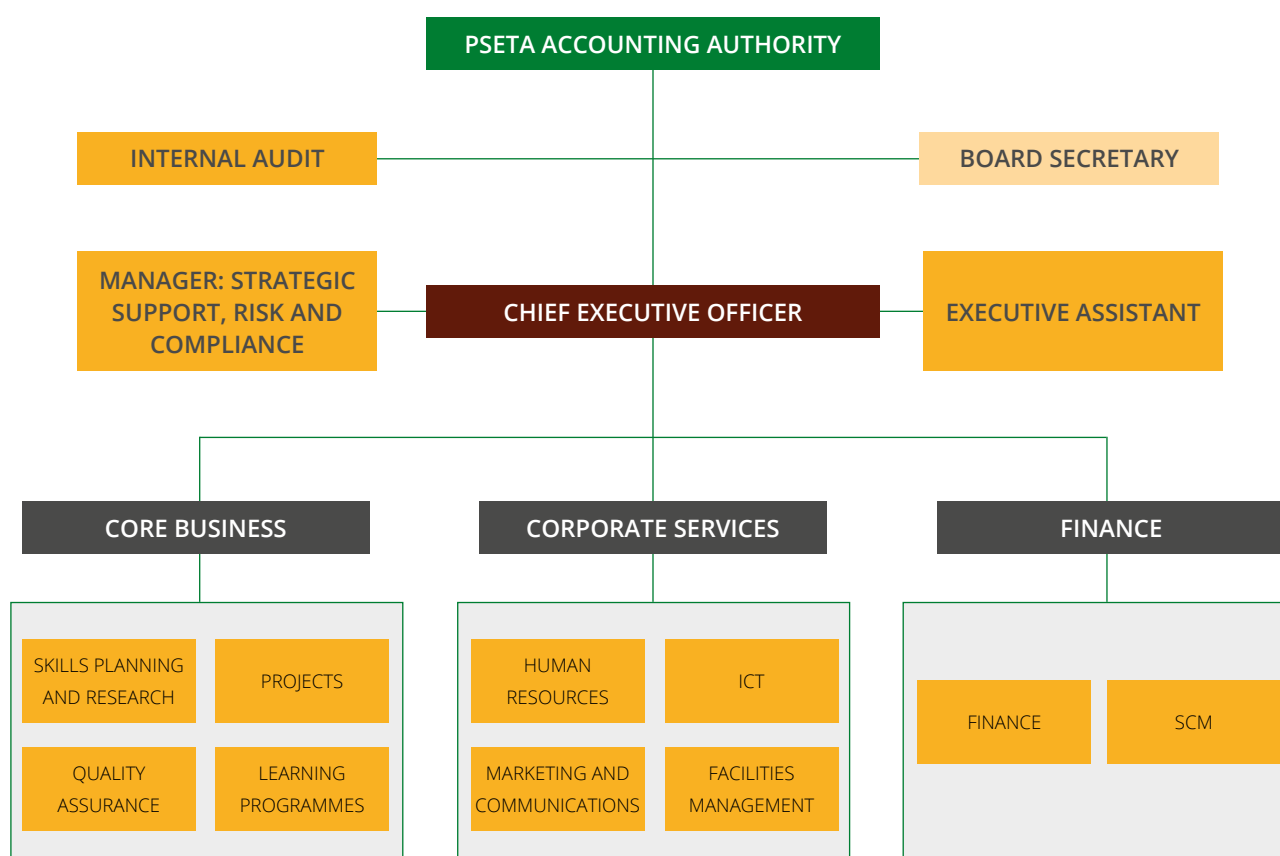 PSETA ACCOUNTING AUTHORITY
INTERNAL AUDIT
BOARD SECRETARY
MANAGER: STRATEGIC
SUPPORT, RISK AND
COMPLIANCE
CHIEF EXECUTIVE OFFICER
EXECUTIVE ASSISTANT
CORE BUSINESS
CORPORATE SERVICES
FINANCE
SKILLS PLANNING
AND RESEARCH
PROJECTS
QUALITY
ASSURANCE
LEARNING
PROGRAMMES
HUMAN
RESOURCES
ICT
MARKETING AND
COMMUNICATIONS
FACILITIES
MANAGEMENT
FINANCE
SCM